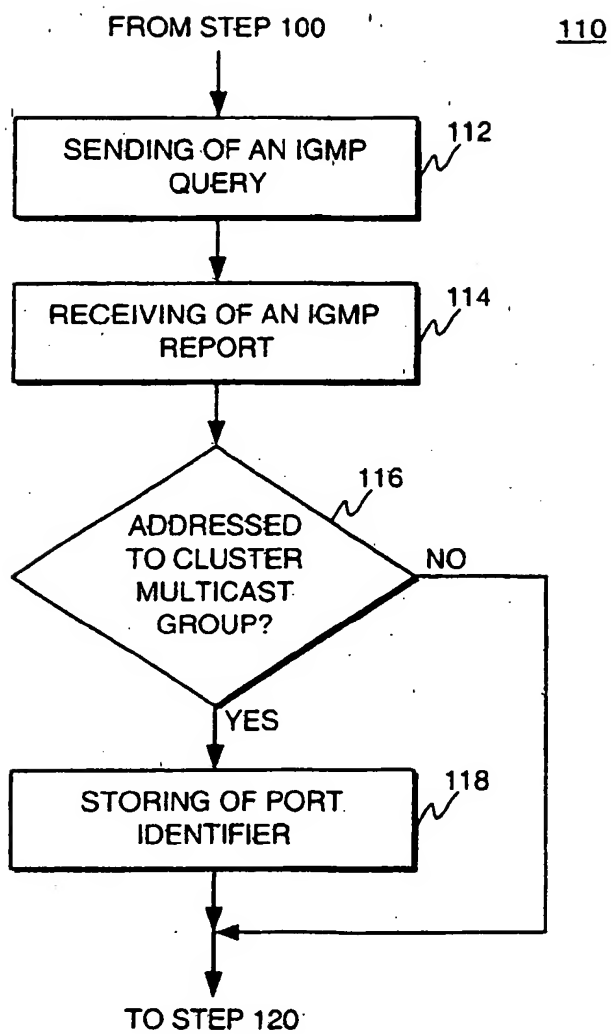 FROM STEP 100
110
SENDING OF AN IGMP
QUERY
112
RECEIVING OF AN IGMP
REPORT
114
116
ADDRESSED
TO CLUSTER
MULTICAST
GROUP?
NO
YES
STORING OF PORT
IDENTIFIER
118
TO STEP 120